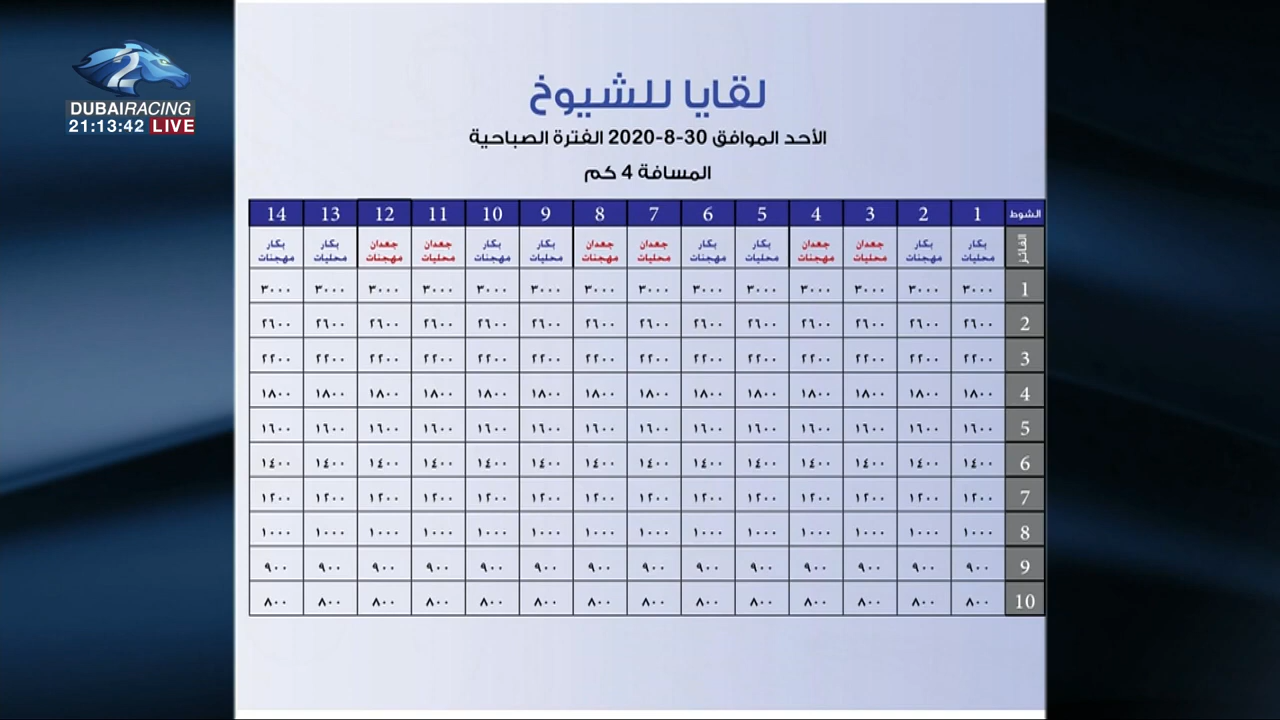 2
DUBAIRACING
21:13:42 LIVE
لقايا للشيوخ
الأحد الموافق 30-8-2020 الفترة الصباحية
المسافة 4 كم
الشوط 1 2 3 4 5 6 7 8 9 10 11 12 13 14
الفائز بكار محليات بكار مهجنات جعدان محليات جعدان مهجنات بكار محليات بكار مهجنات جعدان محليات جعدان مهجنات بكار محليات بكار مهجنات جعدان محليات جعدان مهجنات بكار محليات بكار مهجنات
1 ٣٠٠٠ ٣٠٠٠ ٣٠٠٠ ٣٠٠٠ ٣٠٠٠ ٣٠٠٠ ٣٠٠٠ ٣٠٠٠ ٣٠٠٠ ٣٠٠٠ ٣٠٠٠ ٣٠٠٠ ٣٠٠٠ ٣٠٠٠
2 ٢٦٠٠ ٢٦٠٠ ٢٦٠٠ ٢٦٠٠ ٢٦٠٠ ٢٦٠٠ ٢٦٠٠ ٢٦٠٠ ٢٦٠٠ ٢٦٠٠ ٢٦٠٠ ٢٦٠٠ ٢٦٠٠ ٢٦٠٠
3 ٢٢٠٠ ٢٢٠٠ ٢٢٠٠ ٢٢٠٠ ٢٢٠٠ ٢٢٠٠ ٢٢٠٠ ٢٢٠٠ ٢٢٠٠ ٢٢٠٠ ٢٢٠٠ ٢٢٠٠ ٢٢٠٠ ٢٢٠٠
4 ١٨٠٠ ١٨٠٠ ١٨٠٠ ١٨٠٠ ١٨٠٠ ١٨٠٠ ١٨٠٠ ١٨٠٠ ١٨٠٠ ١٨٠٠ ١٨٠٠ ١٨٠٠ ١٨٠٠ ١٨٠٠
5 ١٦٠٠ ١٦٠٠ ١٦٠٠ ١٦٠٠ ١٦٠٠ ١٦٠٠ ١٦٠٠ ١٦٠٠ ١٦٠٠ ١٦٠٠ ١٦٠٠ ١٦٠٠ ١٦٠٠ ١٦٠٠
6 ١٤٠٠ ١٤٠٠ ١٤٠٠ ١٤٠٠ ١٤٠٠ ١٤٠٠ ١٤٠٠ ١٤٠٠ ١٤٠٠ ١٤٠٠ ١٤٠٠ ١٤٠٠ ١٤٠٠ ١٤٠٠
7 ١٢٠٠ ١٢٠٠ ١٢٠٠ ١٢٠٠ ١٢٠٠ ١٢٠٠ ١٢٠٠ ١٢٠٠ ١٢٠٠ ١٢٠٠ ١٢٠٠ ١٢٠٠ ١٢٠٠ ١٢٠٠
8 ١٠٠٠ ١٠٠٠ ١٠٠٠ ١٠٠٠ ١٠٠٠ ١٠٠٠ ١٠٠٠ ١٠٠٠ ١٠٠٠ ١٠٠٠ ١٠٠٠ ١٠٠٠ ١٠٠٠ ١٠٠٠
9 ٩٠٠ ٩٠٠ ٩٠٠ ٩٠٠ ٩٠٠ ٩٠٠ ٩٠٠ ٩٠٠ ٩٠٠ ٩٠٠ ٩٠٠ ٩٠٠ ٩٠٠ ٩٠٠
10 ٨٠٠ ٨٠٠ ٨٠٠ ٨٠٠ ٨٠٠ ٨٠٠ ٨٠٠ ٨٠٠ ٨٠٠ ٨٠٠ ٨٠٠ ٨٠٠ ٨٠٠ ٨٠٠